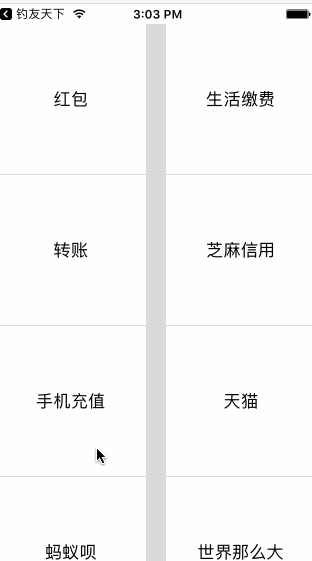 钓友天下
3:03 PM
红包
生活缴费
转账
芝麻信用
手机充值
天猫
蚂蚁呗
世界那么大